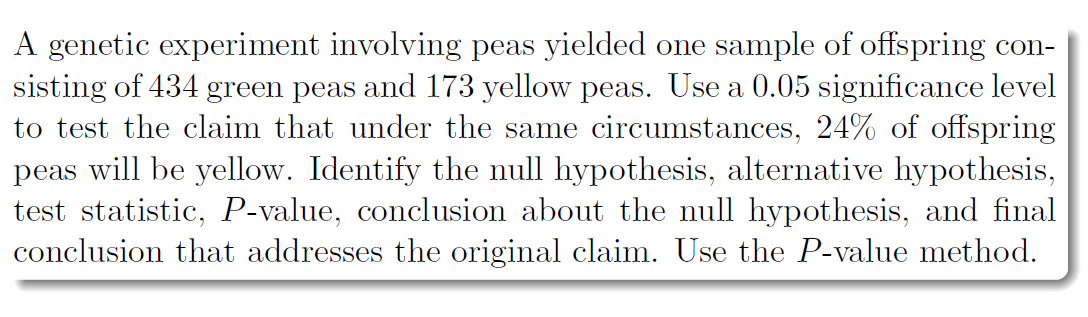 A genetic experiment involving peas yielded one sample of offspring con-
sisting of 434 green peas and 173 yellow peas. Use a 0.05 significance level
to test the claim that under the same circumstances, 24% of offspring
peas will be yellow. Identify the null hypothesis, alternative hypothesis,
test statistic, P-value, conclusion about the null hypothesis, and final
conclusion that addresses the original claim. Use the P-value method.